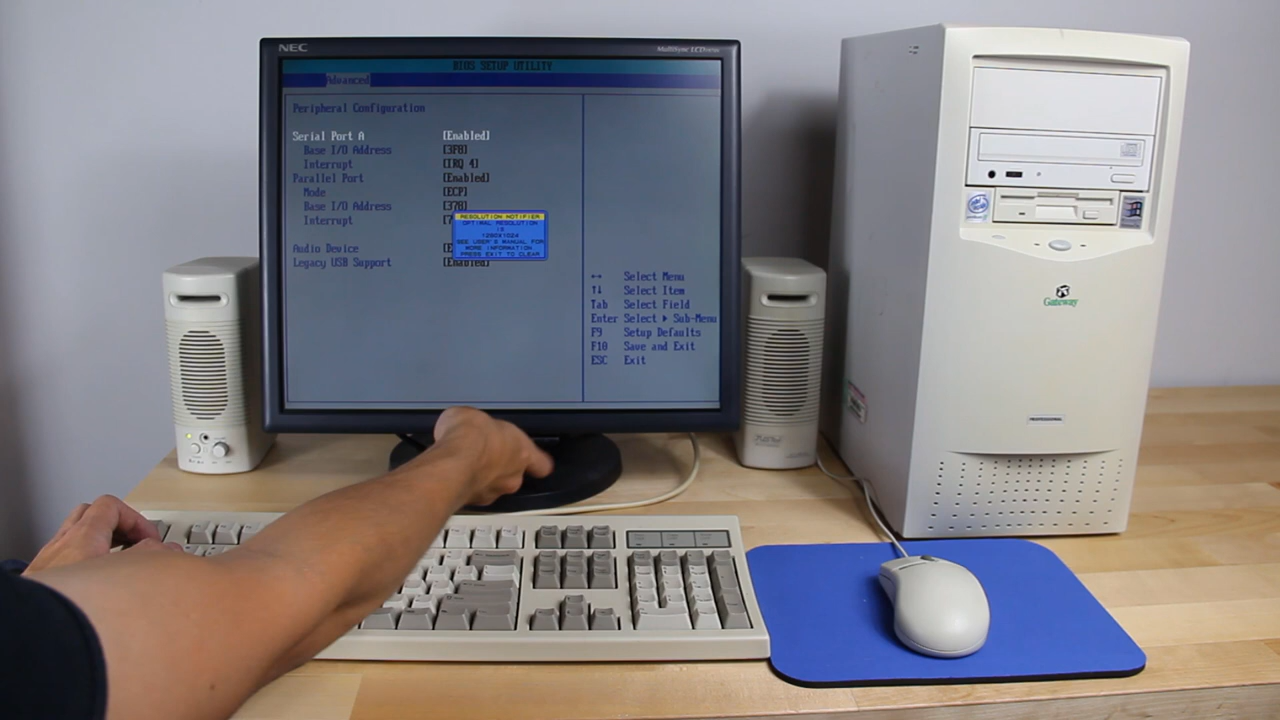 NEC
MultiSync LCD
BIOS SETUP UTILITY
Advanced
Peripheral Configuration
Serial Port A [Enabled]
Base I/O Address [3F8]
Interrupt [IRQ 4]
Parallel Port [Enabled]
Mode [ECP]
Base I/O Address [378]
Interrupt
Audio Device
Legacy USB Support [Enabled]
RESOLUTION NOTIFIER
OPTIMAL RESOLUTION
IS
1280X1024
SEE USER'S MANUAL FOR
MORE INFORMATION
PRESS EXIT TO CLEAR
↔ Select Menu
↑↓ Select Item
Tab Select Field
Enter Select ▶ Sub-Menu
F9 Setup Defaults
F10 Save and Exit
ESC Exit
Gateway
PROFESSIONAL